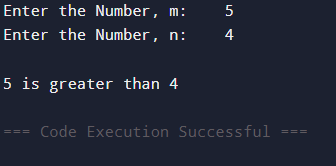 Enter the Number, m:    5
Enter the Number, n:    4
5 is greater than 4
=== Code Execution Successful ===